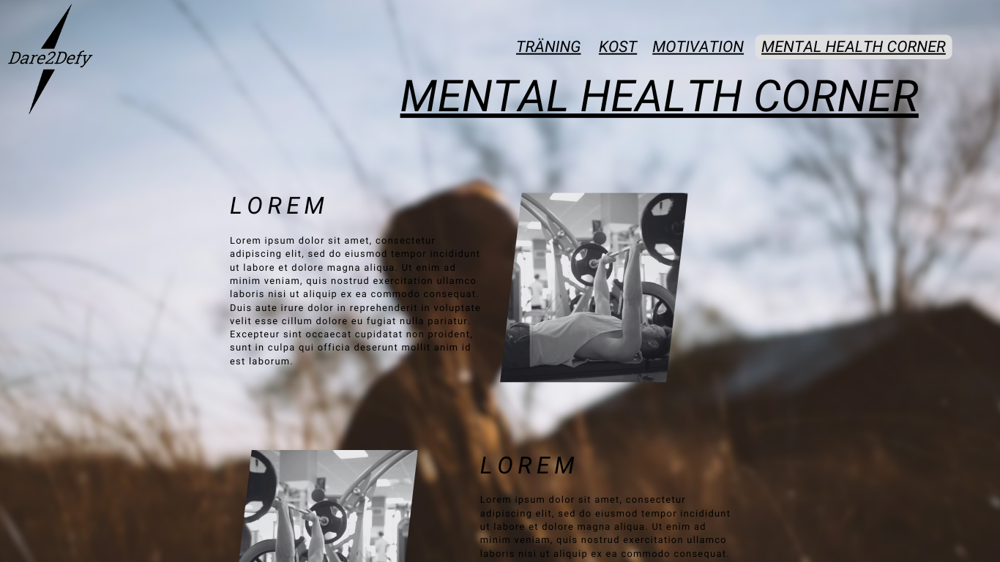 Dare2Defy
TRÄNING KOST MOTIVATION MENTAL HEALTH CORNER
MENTAL HEALTH CORNER
LOREM
Lorem ipsum dolor sit amet, consectetur
adipiscing elit, sed do eiusmod tempor incididunt
ut labore et dolore magna aliqua. Ut enim ad
minim veniam, quis nostrud exercitation ullamco
laboris nisi ut aliquip ex ea commodo consequat.
Duis aute irure dolor in reprehenderit in voluptate
velit esse cillum dolore eu fugiat nulla pariatur.
Excepteur sint occaecat cupidatat non proident,
sunt in culpa qui officia deserunt mollit anim id
est laborum.
LOREM
Lorem ipsum dolor sit amet, consectetur
adipiscing elit, sed do eiusmod tempor incididunt
ut labore et dolore magna aliqua. Ut enim ad
minim veniam, quis nostrud exercitation ullamco
laboris nisi ut aliquip ex ea commodo consequat.